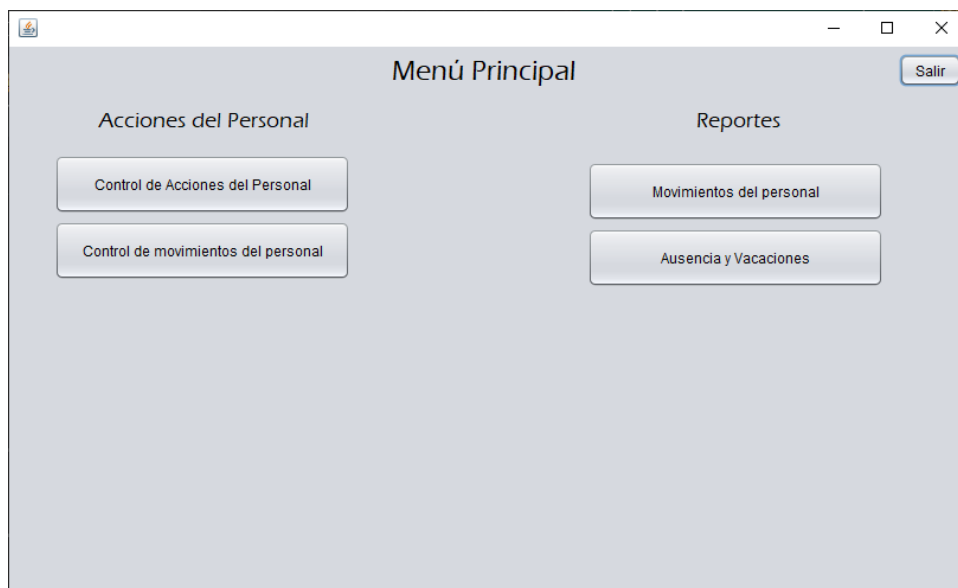 Menú Principal
Salir
Acciones del Personal
Control de Acciones del Personal
Control de movimientos del personal
Reportes
Movimientos del personal
Ausencia y Vacaciones